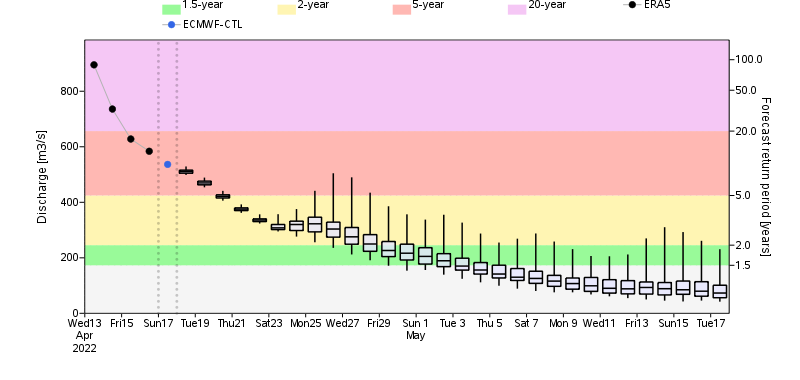 1.5-year 2-year 5-year 20-year ERA5
ECMWF-CTL
Discharge [m3/s]
800
600
400
200
0
100.0
50.0
20.0
5.0
2.0
1.5
Forecast return period [years]
Wed13 Fri15 Sun17 Tue19 Thu21 Sat23 Mon25 Wed27 Fri29 Sun 1 Tue 3 Thu 5 Sat 7 Mon 9 Wed11 Fri13 Sun15 Tue17
Apr May
2022